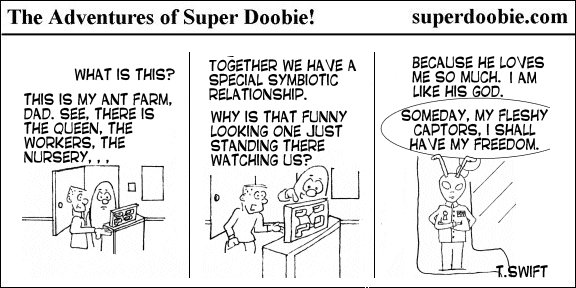 The Adventures of Super Doobie!
superdoobie.com
WHAT IS THIS?
THIS IS MY ANT FARM,
DAD. SEE, THERE IS
THE QUEEN, THE
WORKERS, THE
NURSERY, , ,
TOGETHER WE HAVE A
SPECIAL SYMBIOTIC
RELATIONSHIP.
WHY IS THAT FUNNY
LOOKING ONE JUST
STANDING THERE
WATCHING US?
BECAUSE HE LOVES
ME SO MUCH. I AM
LIKE HIS GOD.
SOMEDAY, MY FLESHY
CAPTORS, I SHALL
HAVE MY FREEDOM.
T.SWIFT